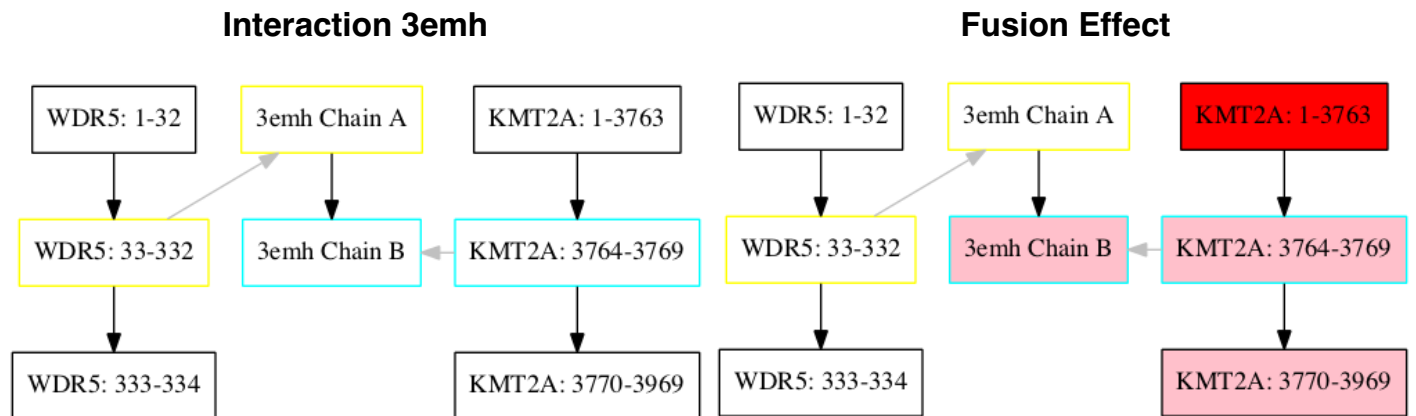 Interaction 3emh
Fusion Effect
WDR5: 1-32
3emh Chain A
KMT2A: 1-3763
WDR5: 33-332
3emh Chain B
KMT2A: 3764-3769
WDR5: 333-334
KMT2A: 3770-3969
WDR5: 1-32
3emh Chain A
KMT2A: 1-3763
WDR5: 33-332
3emh Chain B
KMT2A: 3764-3769
WDR5: 333-334
KMT2A: 3770-3969